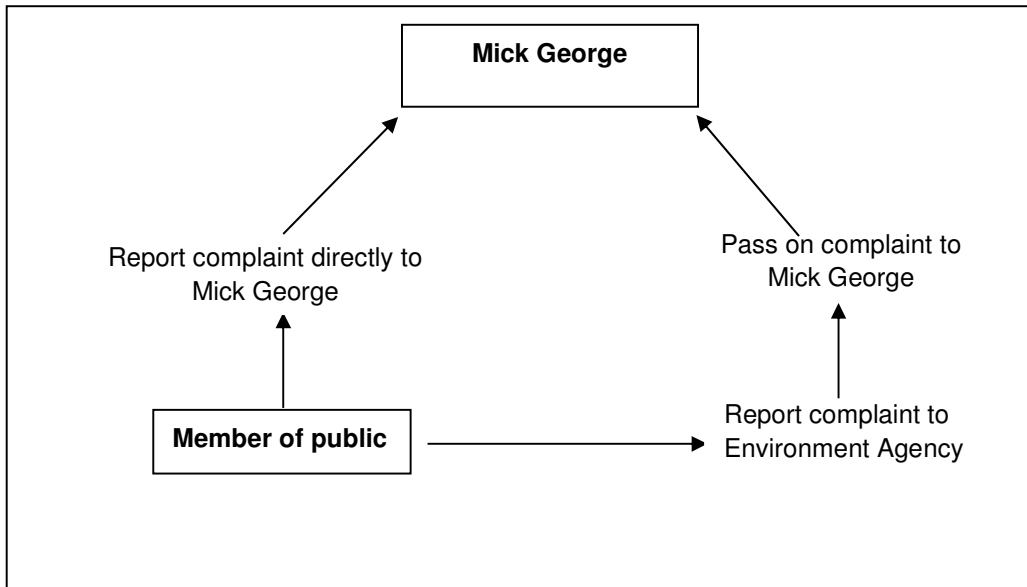 Mick George
Report complaint directly to
Mick George
Pass on complaint to
Mick George
Member of public
Report complaint to
Environment Agency